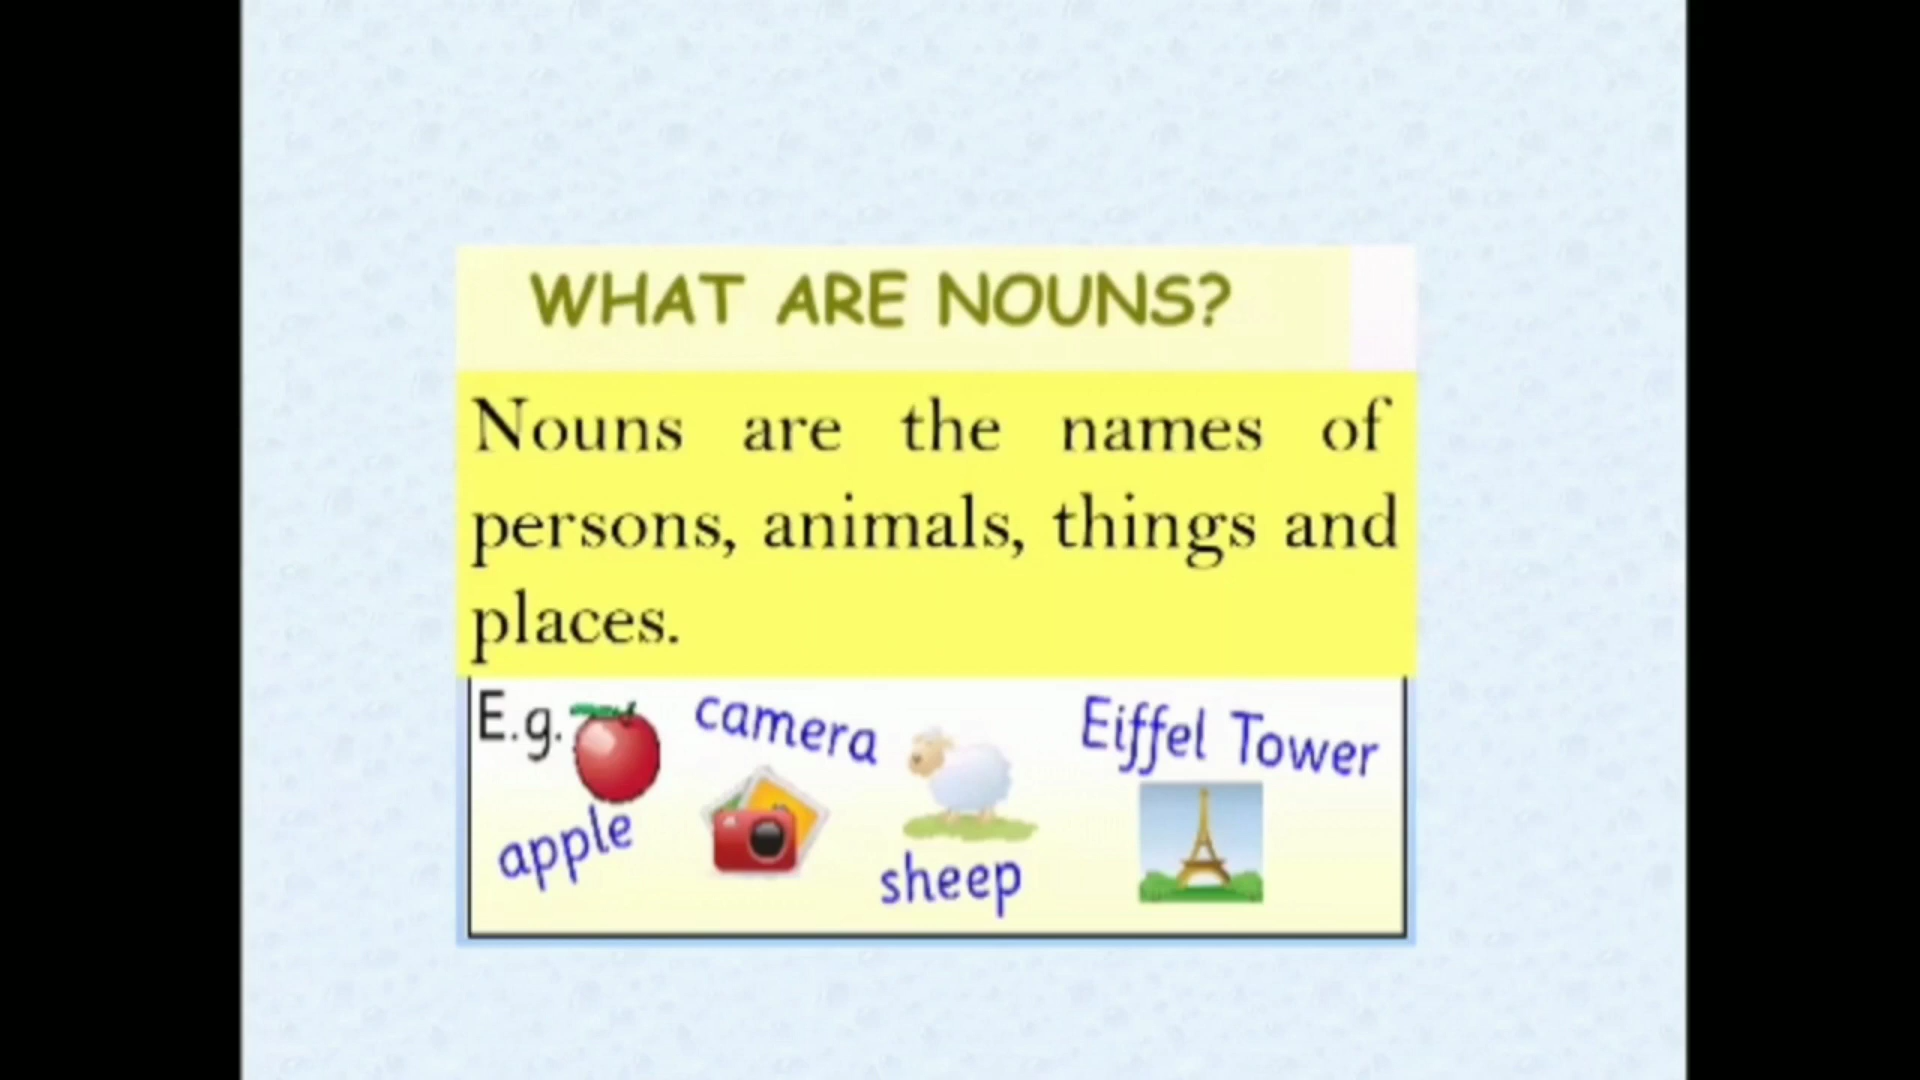 WHAT ARE NOUNS?
Nouns are the names of
persons, animals, things and
places.
E.g.
camera
Eiffel Tower
apple
sheep